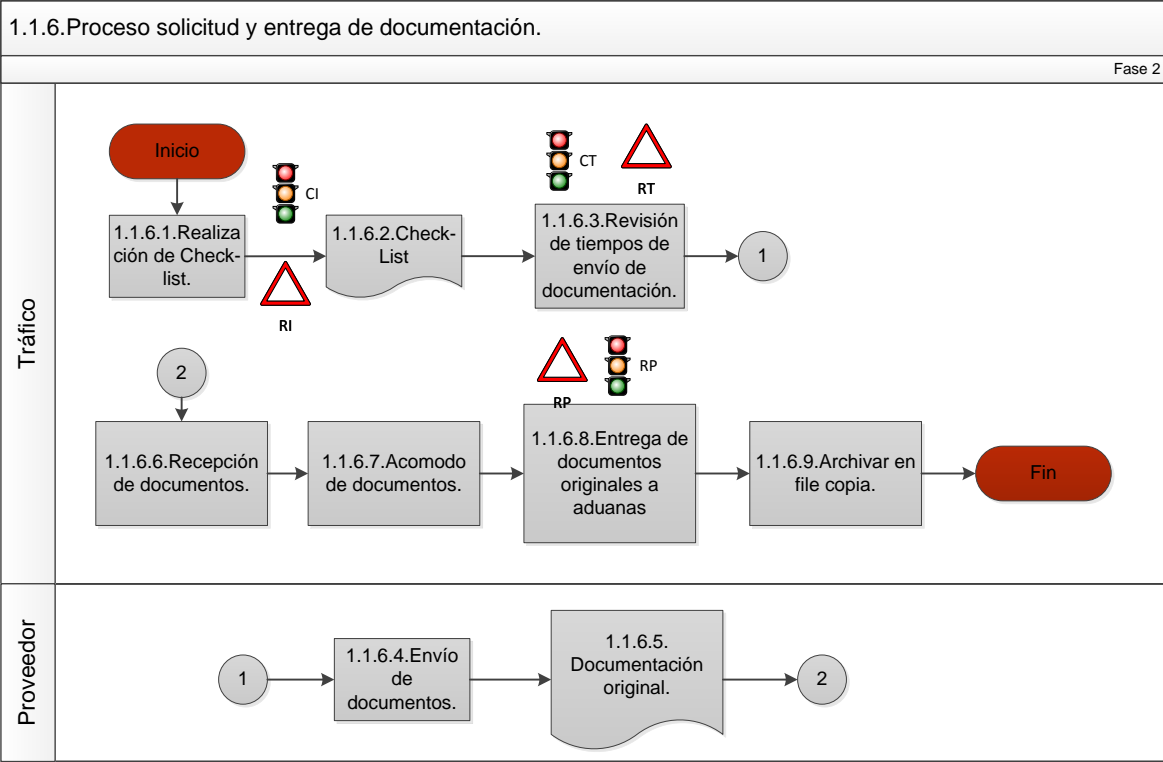 1.1.6.Proceso solicitud y entrega de documentación.
Fase 2
Tráfico
Inicio
CI
CT
RT
1.1.6.1.Realiza
ción de Check-
list.
1.1.6.2.Check-
List
1.1.6.3.Revisión
de tiempos de
envío de
documentación.
1
RI
2
RP
RP
1.1.6.6.Recepción
de documentos.
1.1.6.7.Acomodo
de documentos.
1.1.6.8.Entrega de
documentos
originales a
aduanas
1.1.6.9.Archivar en
file copia.
Fin
Proveedor
1
1.1.6.4.Envío
de
documentos.
1.1.6.5.
Documentación
original.
2